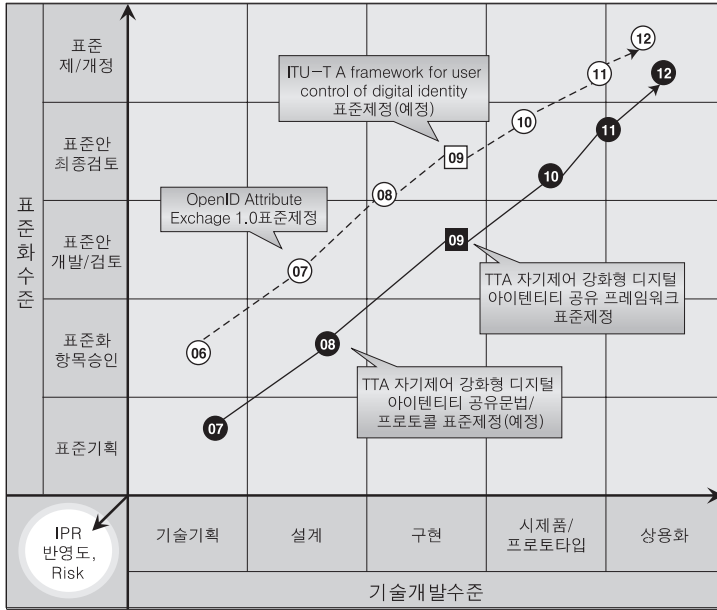 표준
제/개정
표준안
최종검토
표준안
개발/검토
표준화
항목승인
표준기획
표준화수준
ITU-T A framework for user
control of digital identity
표준제정(예정)
OpenID Attribute
Exchage 1.0표준제정
TTA 자기제어 강화형 디지털
아이텐티티 공유 프레임워크
표준제정
TTA 자기제어 강화형 디지털
아이텐티티 공유문법/
프로토콜 표준제정(예정)
06
07
08
09
10
11
12
07
08
09
10
11
12
IPR
반영도,
Risk
기술기획
설계
구현
시제품/
프로토타입
상용화
기술개발수준